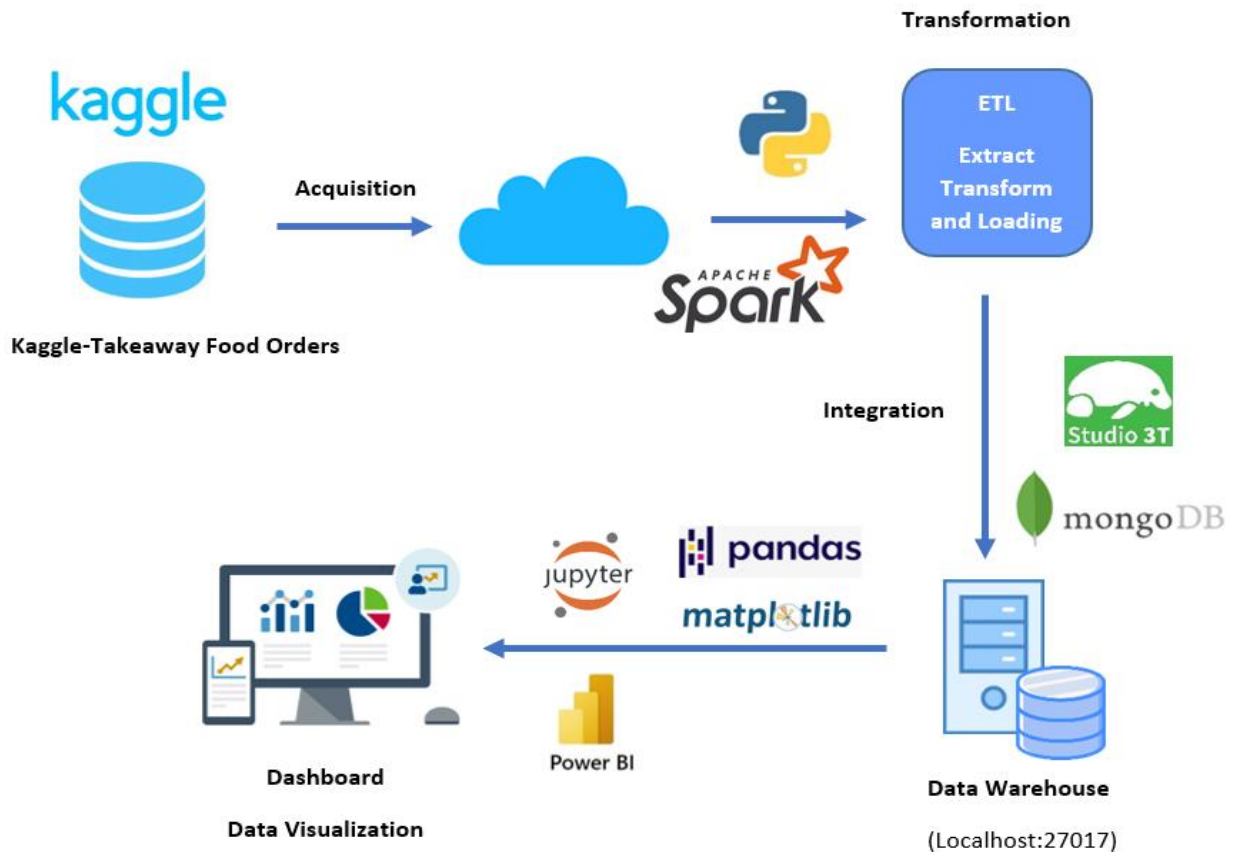 Transformation
kaggle
ETL
Extract
Transform
and Loading
Acquisition
APACHE
Spark
Kaggle-Takeaway Food Orders
Integration
Studio 3T
mongoDB
jupyter
pandas
matplotlib
Power BI
Dashboard
Data Visualization
Data Warehouse
(Localhost:27017)